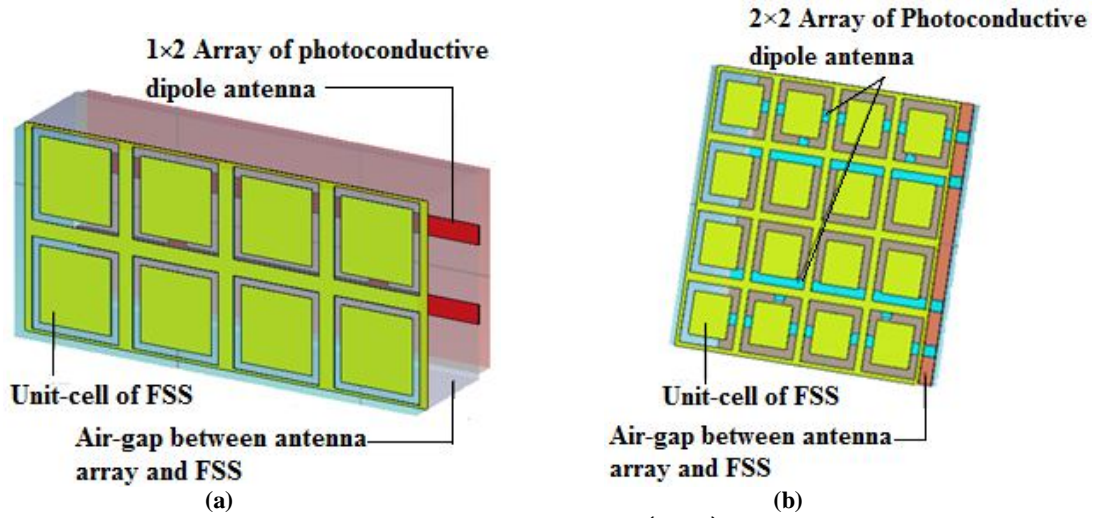 1×2 Array of photoconductive
dipole antenna
Unit-cell of FSS
Air-gap between antenna
array and FSS
(a)
2×2 Array of Photoconductive
dipole antenna
Unit-cell of FSS
Air-gap between antenna
array and FSS
(b)